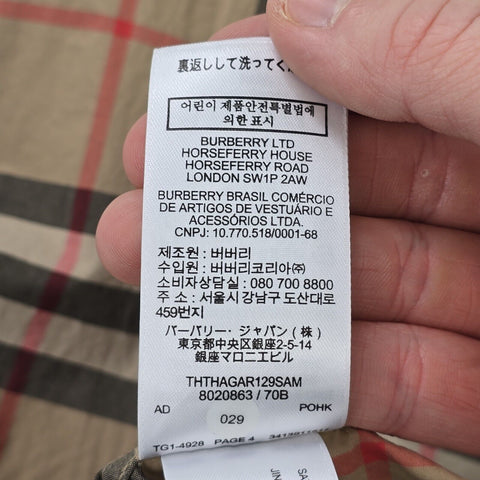 裏返しして洗ってく
어린이 제품안전특별법에
의한 표시
BURBERRY LTD
HORSEFERRY HOUSE
HORSEFERRY ROAD
LONDON SW1P 2AW
BURBERRY BRASIL COMÉRCIO
DE ARTIGOS DE VESTUÁRIO E
ACESSÓRIOS LTDA.
CNPJ: 10.770.518/0001-68
제조원 : 버버리
수입원 : 버버리코리아㈜
소비자상담실 : 080 700 8800
주 소 : 서울시 강남구 도산대로
459번지
バーバリー・ジャパン (株)
東京都中央区銀座2-5-14
銀座マロニエビル
THTHAGAR129SAM
8020863 / 70B
AD 029 POHK
TG1-4928 PAGE 4